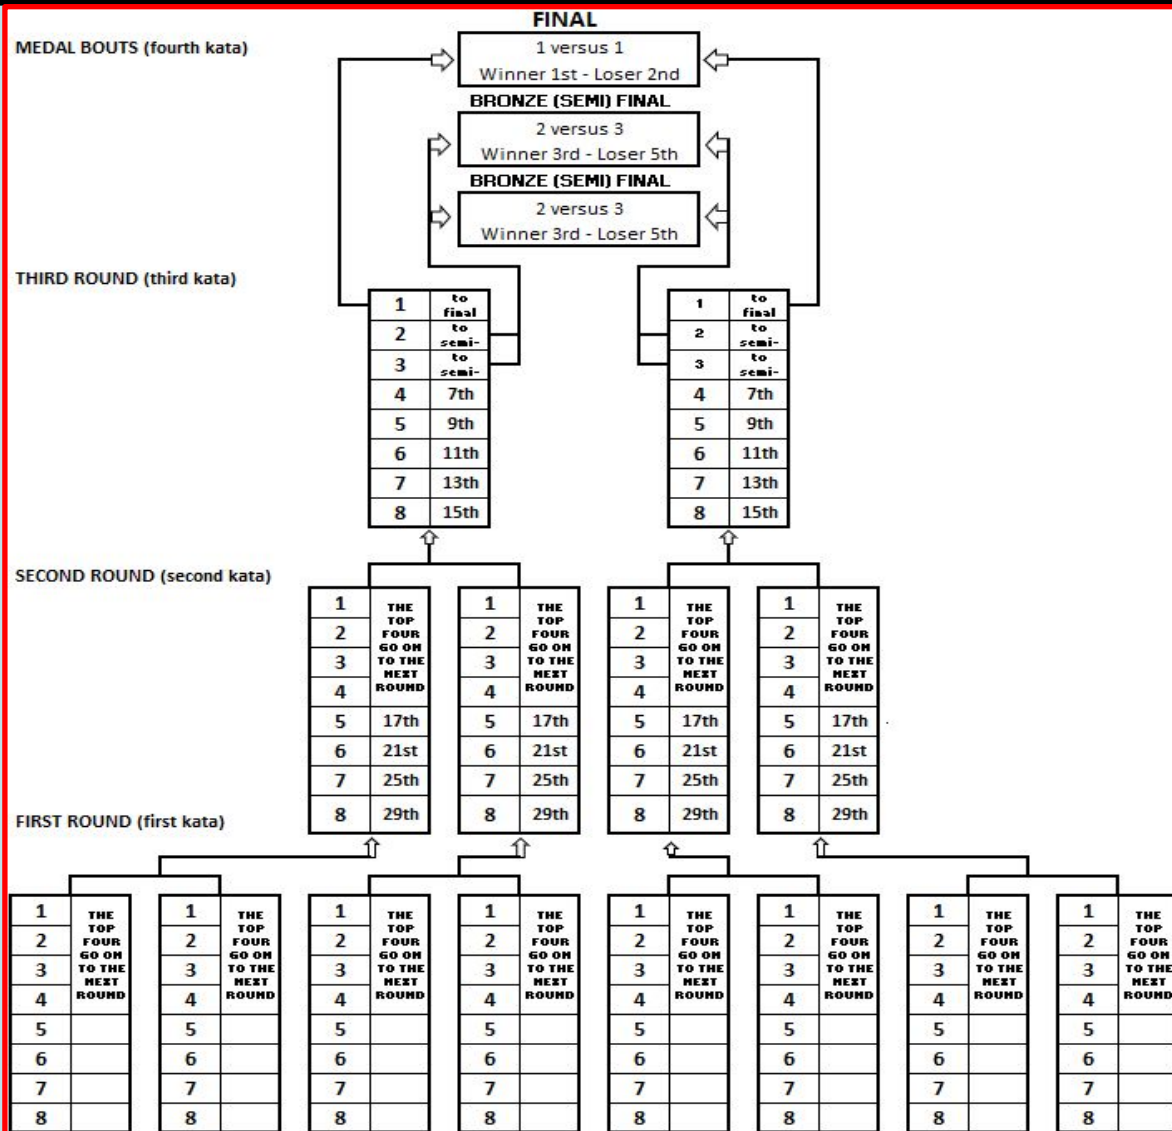 FINAL
MEDAL BOUTS (fourth kata)
1 versus 1
Winner 1st - Loser 2nd
BRONZE (SEMI) FINAL
2 versus 3
Winner 3rd - Loser 5th
BRONZE (SEMI) FINAL
2 versus 3
Winner 3rd - Loser 5th
THIRD ROUND (third kata)
1
to
final
2
to
semi-
3
to
semi-
4 7th
5 9th
6 11th
7 13th
8 15th
1
to
final
2
to
semi-
3
to
semi-
4 7th
5 9th
6 11th
7 13th
8 15th
SECOND ROUND (second kata)
1
2
3
4
THE
TOP
FOUR
GO ON
TO THE
NEXT
ROUND
5 17th
6 21st
7 25th
8 29th
1
2
3
4
THE
TOP
FOUR
GO ON
TO THE
NEXT
ROUND
5 17th
6 21st
7 25th
8 29th
1
2
3
4
THE
TOP
FOUR
GO ON
TO THE
NEXT
ROUND
5 17th
6 21st
7 25th
8 29th
1
2
3
4
THE
TOP
FOUR
GO ON
TO THE
NEXT
ROUND
5 17th
6 21st
7 25th
8 29th
FIRST ROUND (first kata)
1
2
3
4
THE
TOP
FOUR
GO ON
TO THE
NEXT
ROUND
5
6
7
8
1
2
3
4
THE
TOP
FOUR
GO ON
TO THE
NEXT
ROUND
5
6
7
8
1
2
3
4
THE
TOP
FOUR
GO ON
TO THE
NEXT
ROUND
5
6
7
8
1
2
3
4
THE
TOP
FOUR
GO ON
TO THE
NEXT
ROUND
5
6
7
8
1
2
3
4
THE
TOP
FOUR
GO ON
TO THE
NEXT
ROUND
5
6
7
8
1
2
3
4
THE
TOP
FOUR
GO ON
TO THE
NEXT
ROUND
5
6
7
8
1
2
3
4
THE
TOP
FOUR
GO ON
TO THE
NEXT
ROUND
5
6
7
8
1
2
3
4
THE
TOP
FOUR
GO ON
TO THE
NEXT
ROUND
5
6
7
8